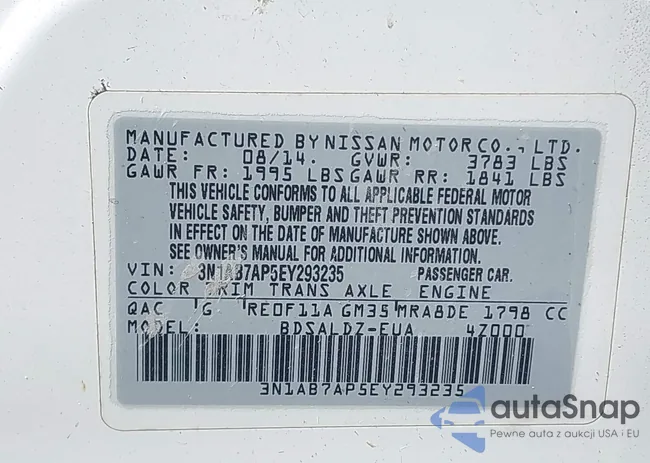 MANUFACTURED BY NISSAN MOTOR CO., LTD.
DATE: 08/14. GVWR: 3783 LBS
GAWR FR: 1995 LBS GAWR RR: 1841 LBS
THIS VEHICLE CONFORMS TO ALL APPLICABLE FEDERAL MOTOR
VEHICLE SAFETY, BUMPER AND THEFT PREVENTION STANDARDS
IN EFFECT ON THE DATE OF MANUFACTURE SHOWN ABOVE.
SEE OWNER'S MANUAL FOR ADDITIONAL INFORMATION.
VIN: 3N1AB7AP5EY293235 PASSENGER CAR.
COLOR TRIM TRANS AXLE ENGINE
QAC G RE0F11A GM35 MRA8DE 1798 CC
MODEL: BDSALDZ-EUA 4Z000
3N1AB7AP5EY293235
autaSnap
Pewne auta z aukcji USA i EU